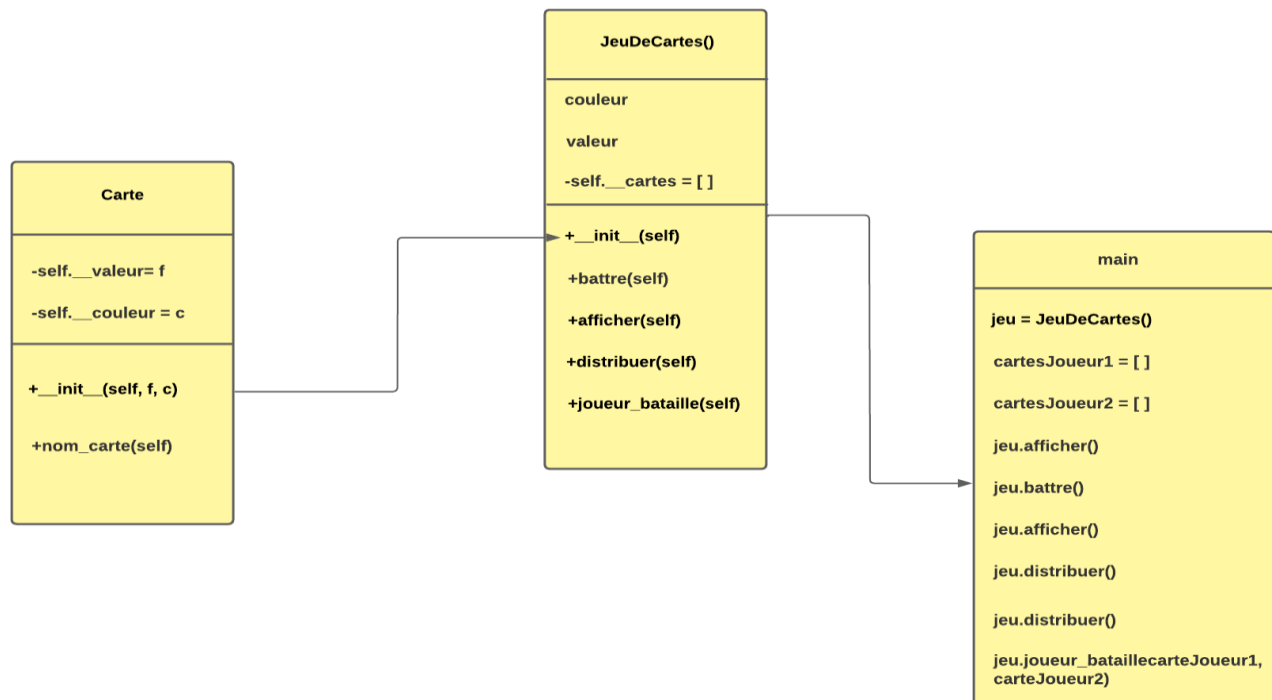 Carte
-self.__valeur= f
-self.__couleur = c
+__init__(self, f, c)
+nom_carte(self)
JeuDeCartes()
couleur
valeur
-self.__cartes = [ ]
+__init__(self)
+battre(self)
+afficher(self)
+distribuer(self)
+joueur_bataille(self)
main
jeu = JeuDeCartes()
cartesJoueur1 = [ ]
cartesJoueur2 = [ ]
jeu.afficher()
jeu.battre()
jeu.afficher()
jeu.distribuer()
jeu.distribuer()
jeu.joueur_bataillecarteJoueur1,
carteJoueur2)